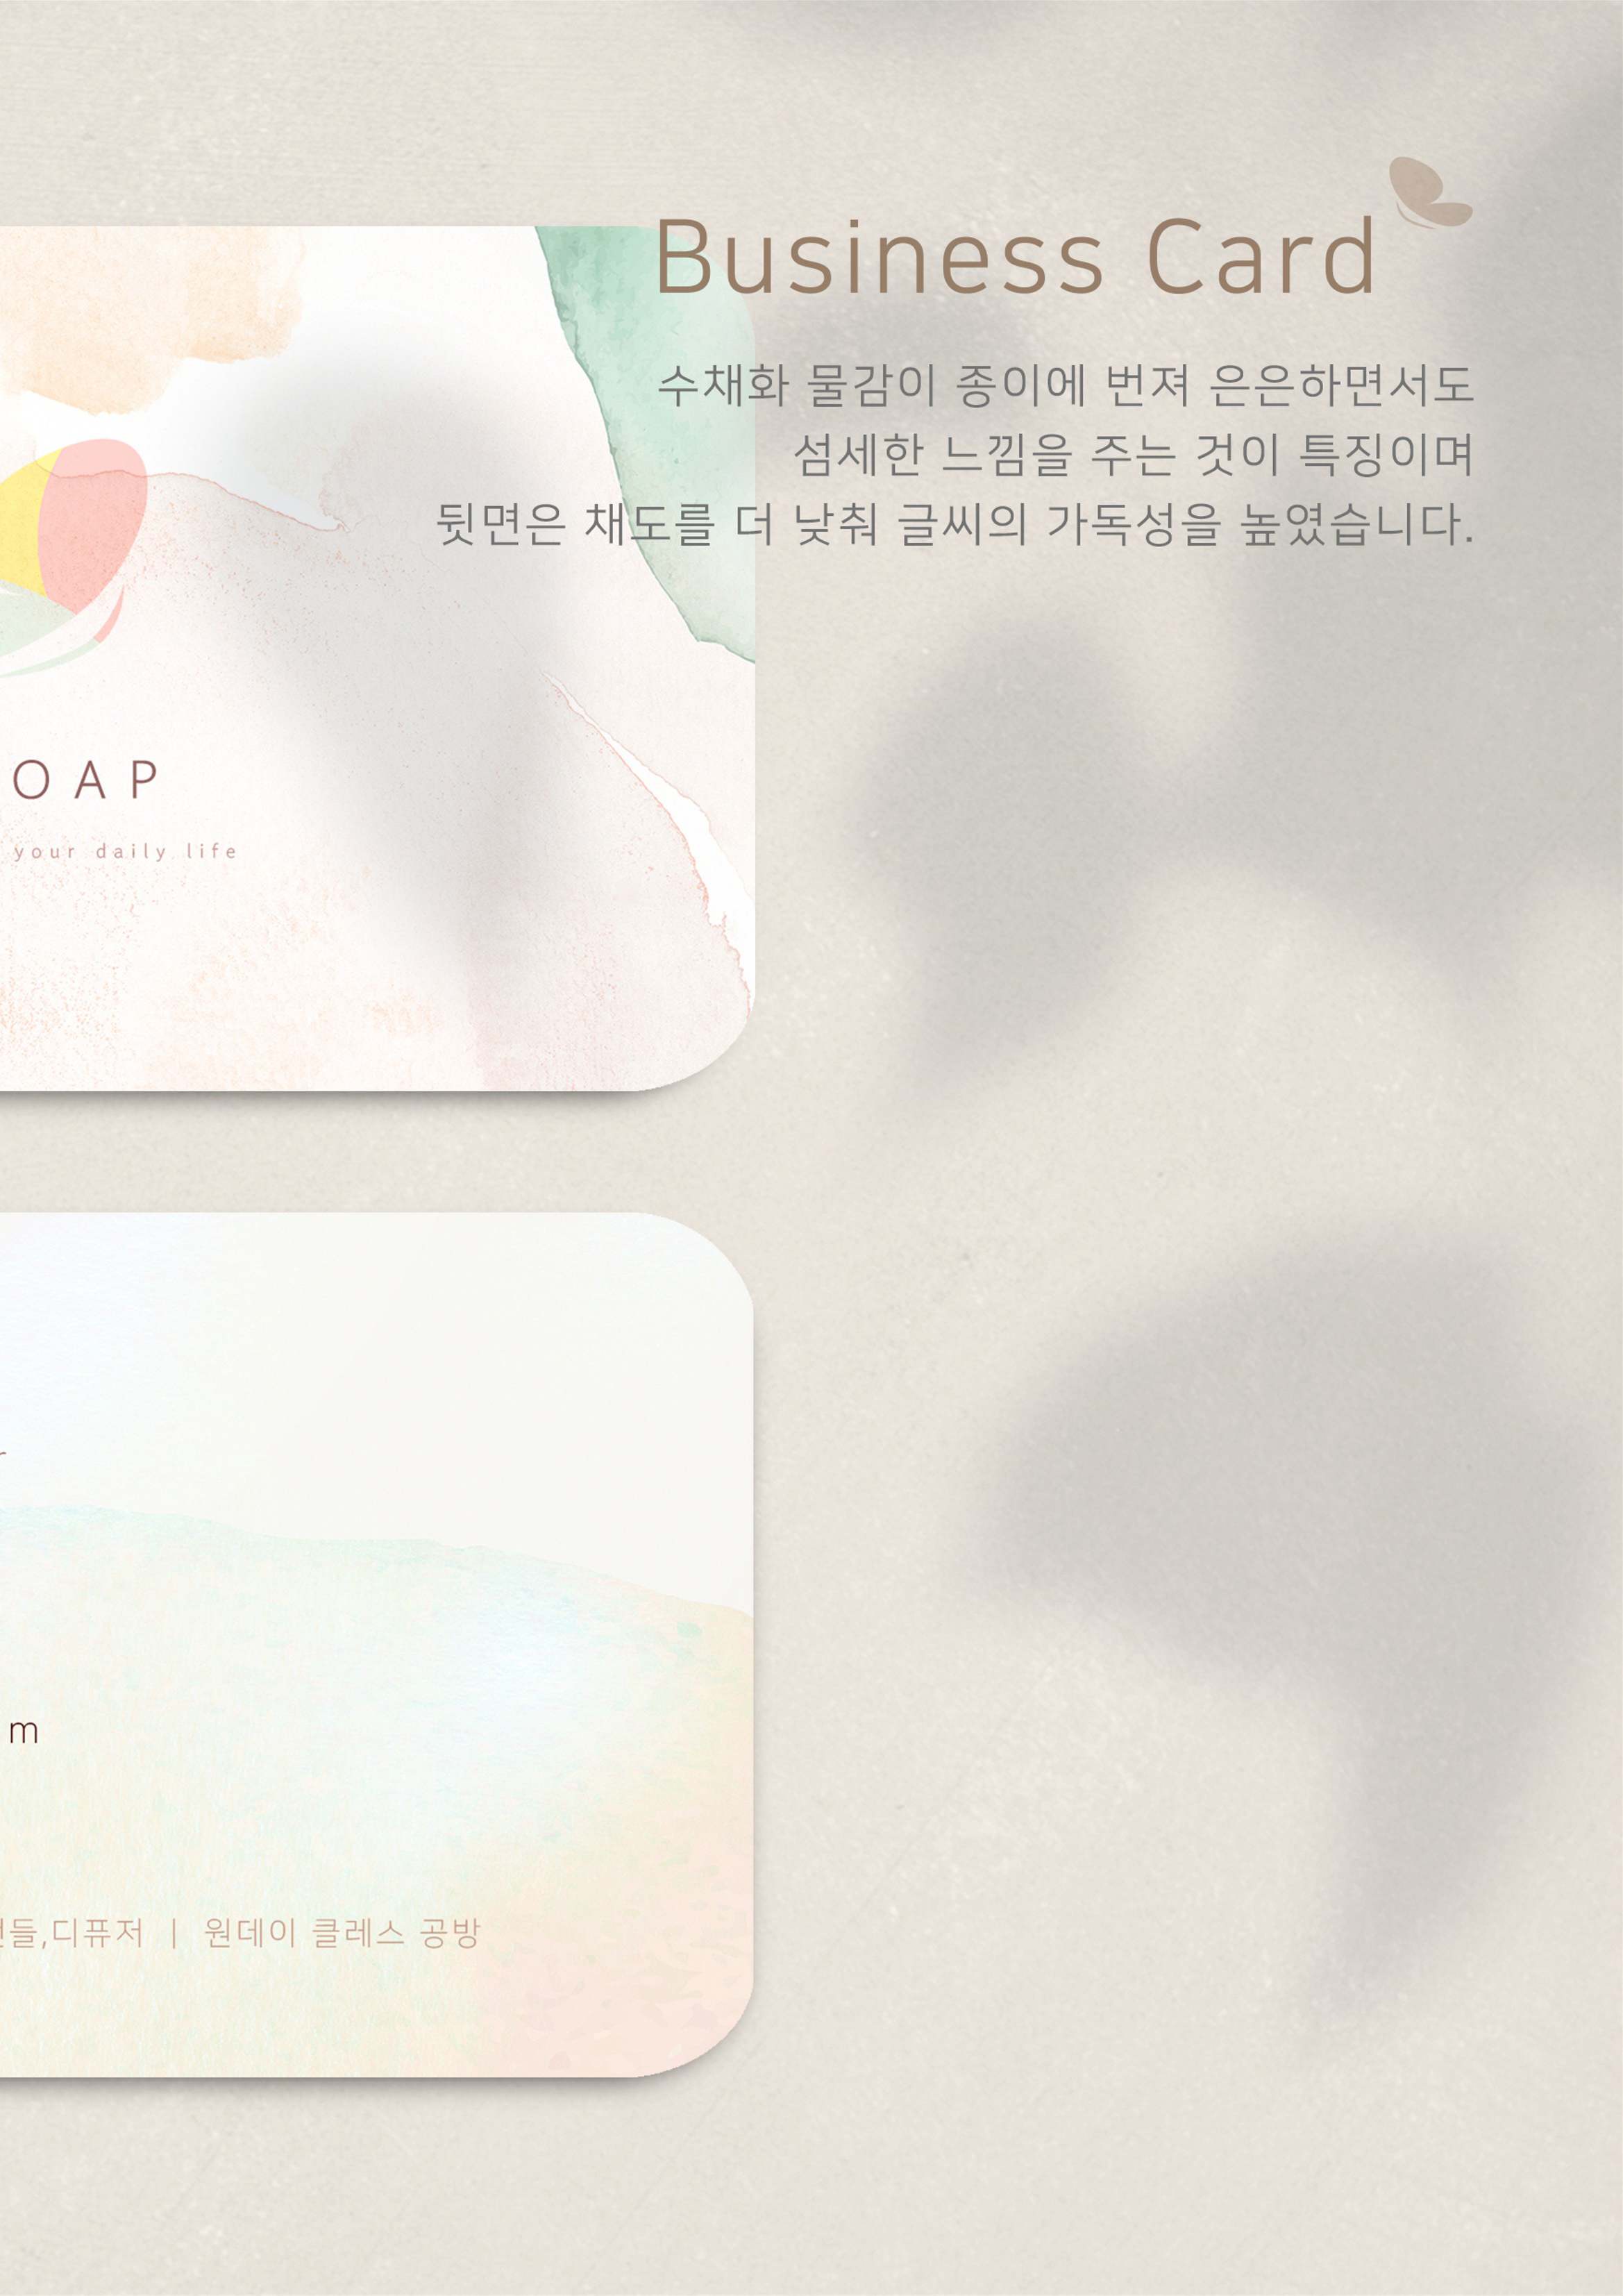 Business Card
수채화 물감이 종이에 번져 은은하면서도
섬세한 느낌을 주는 것이 특징이며
뒷면은 채도를 더 낮춰 글씨의 가독성을 높였습니다.
OAP
your daily life
m
디퓨저 | 원데이 클레스 공방